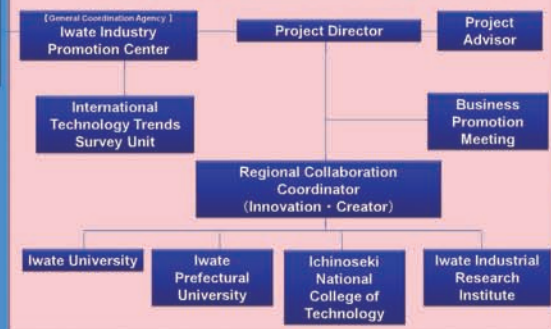 【General Coordination Agency】
Iwate Industry
Promotion Center
Project Director
Project
Advisor
International
Technology Trends
Survey Unit
Business
Promotion
Meeting
Regional Collaboration
Coordinator
(Innovation・Creator)
Iwate University
Iwate
Prefectural
University
Ichinoseki
National
College of
Technology
Iwate Industrial
Research
Institute